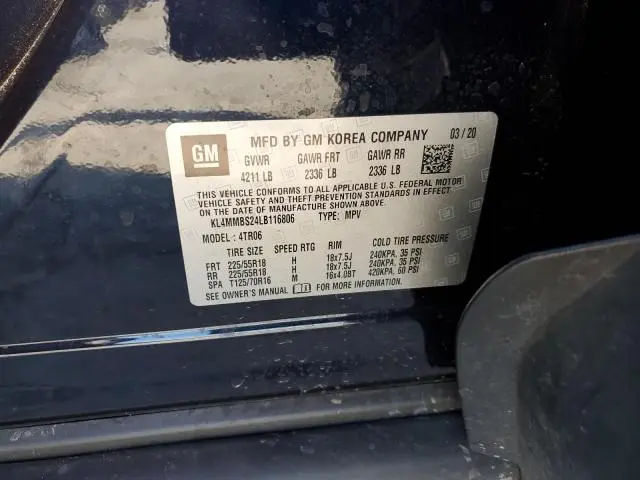 GM
MFD BY GM KOREA COMPANY 03 / 20
GVWR GAWR FRT GAWR RR
4211 LB 2336 LB 2336 LB
THIS VEHICLE CONFORMS TO ALL APPLICABLE U.S. FEDERAL MOTOR
VEHICLE SAFETY AND THEFT PREVENTION STANDARDS IN EFFECT
ON THE DATE OF MANUFACTURE SHOWN ABOVE.
KL4MMBS24LB116806 TYPE: MPV
MODEL : 4TR06
TIRE SIZE SPEED RTG RIM COLD TIRE PRESSURE
FRT 225/55R18 H 18x7.5J 240KPA, 35 PSI
RR 225/55R18 H 18x7.5J 240KPA, 35 PSI
SPA T125/70R16 M 16x4.0BT 420KPA, 60 PSI
SEE OWNER'S MANUAL FOR MORE INFORMATION.